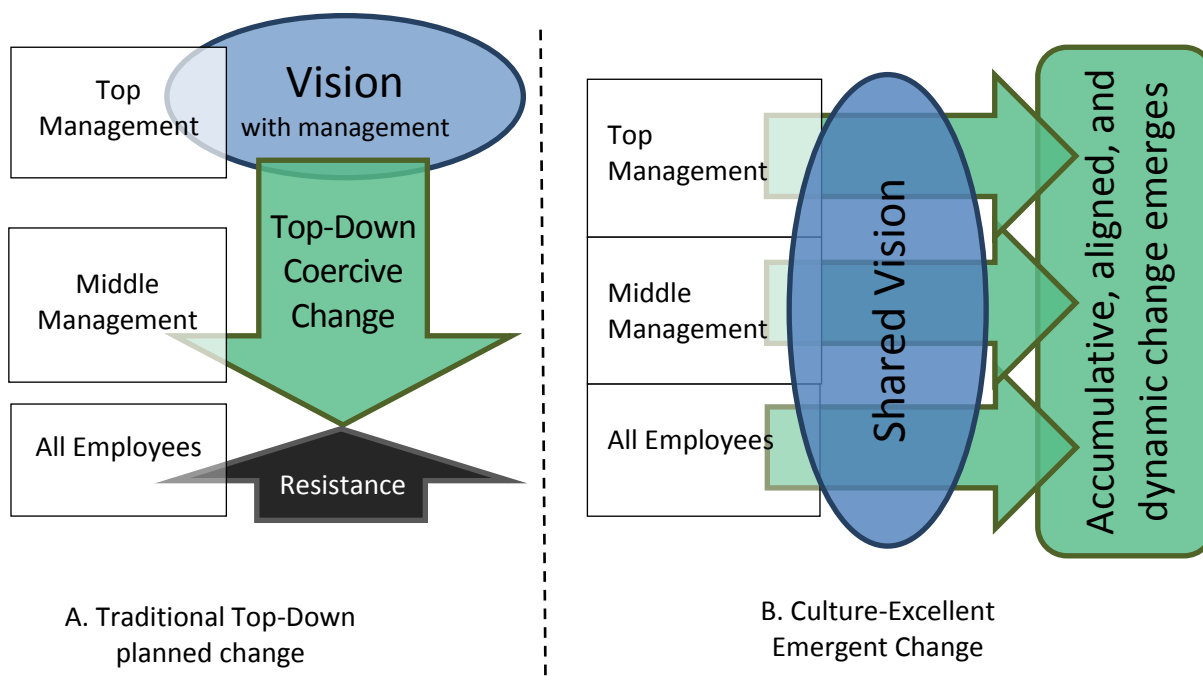 Top
Management
Vision
with management
Top-Down
Coercive
Change
Middle
Management
All Employees
Resistance
A. Traditional Top-Down
planned change
Top
Management
Middle
Management
All Employees
Shared Vision
Accumulative, aligned, and
dynamic change emerges
B. Culture-Excellent
Emergent Change